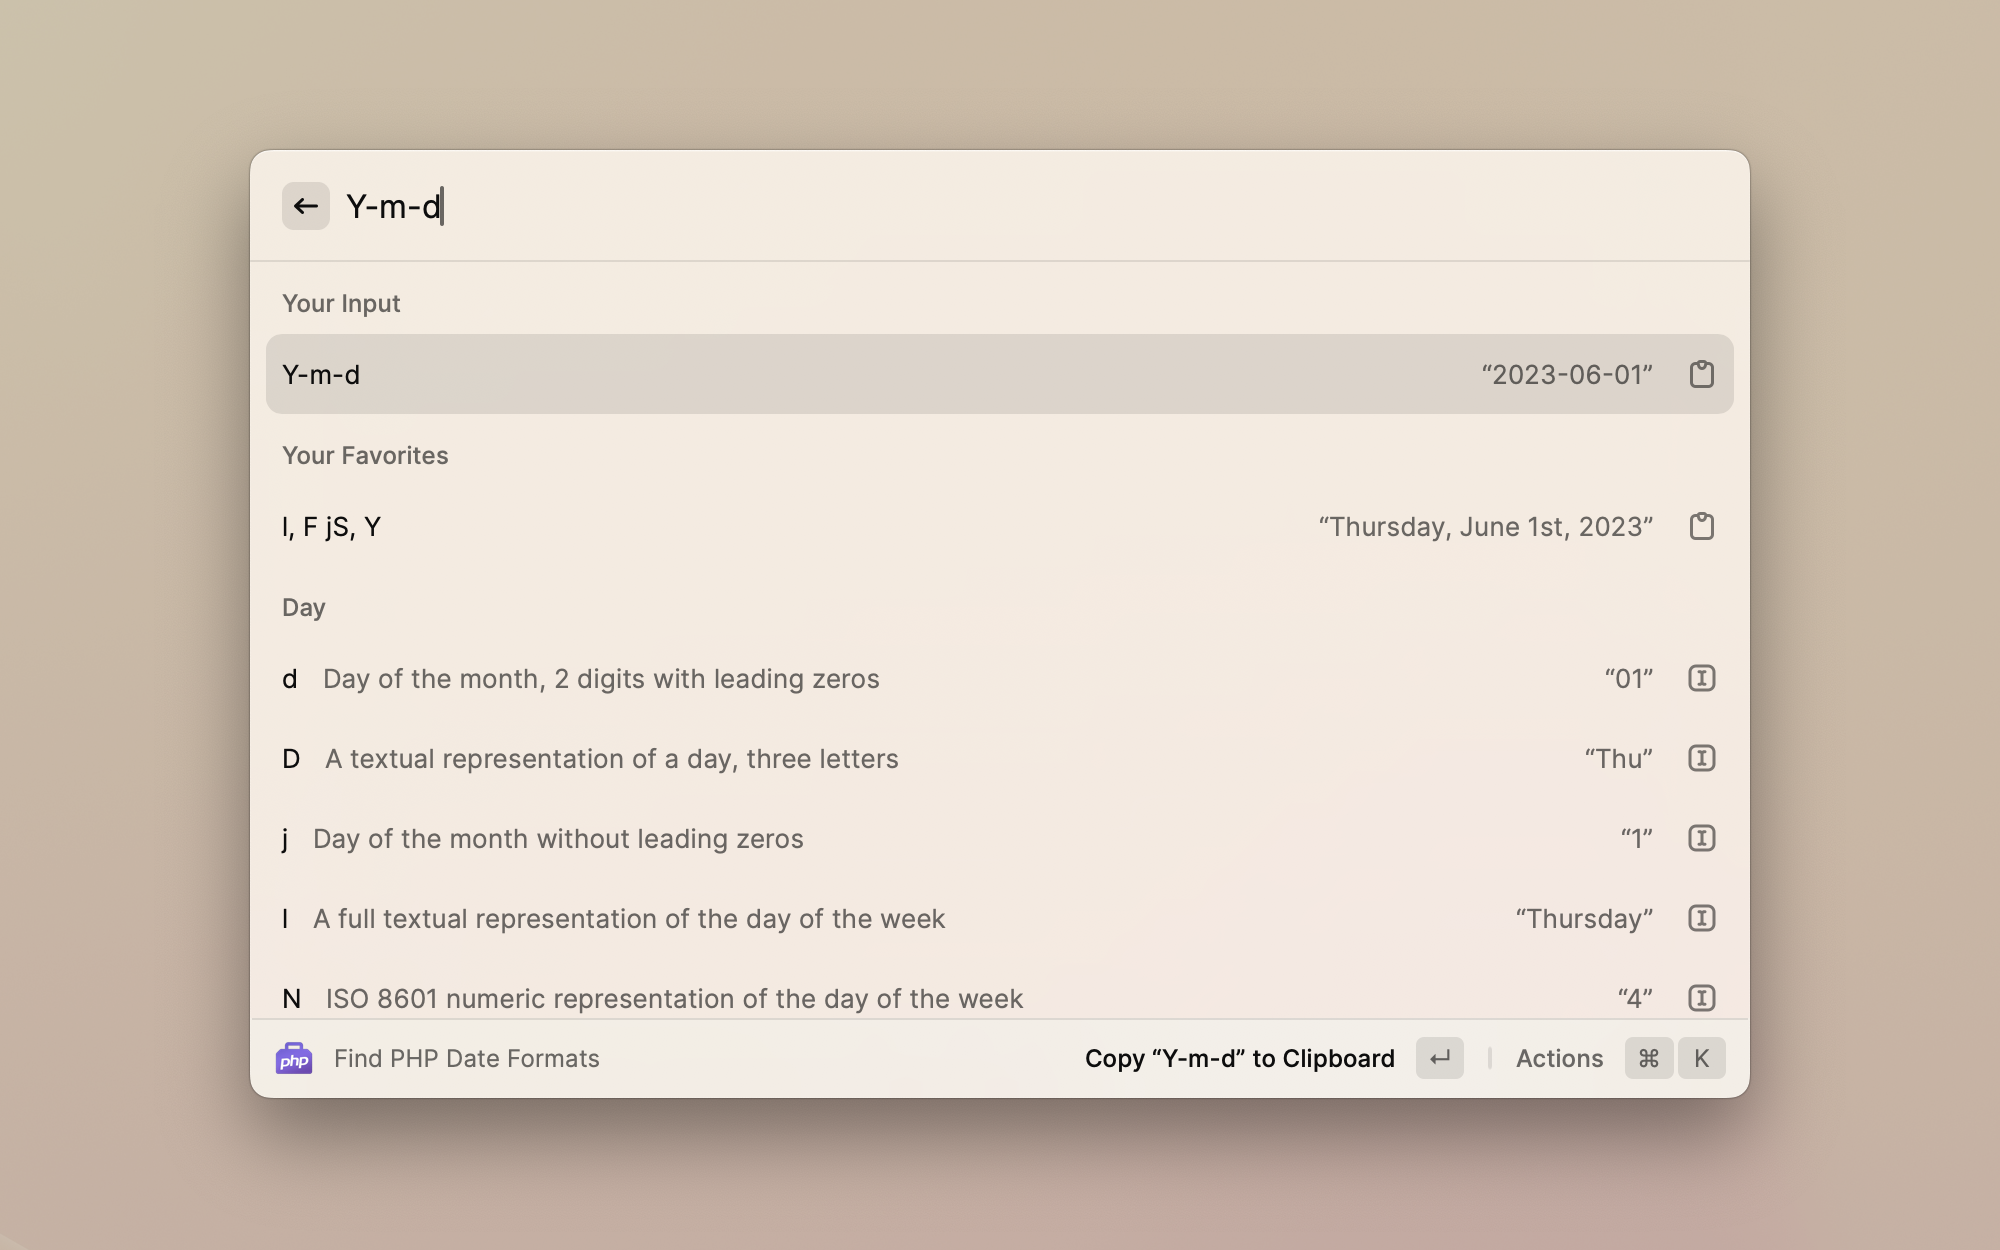 Y-m-d
Your Input
Y-m-d “2023-06-01”
Your Favorites
l, F jS, Y “Thursday, June 1st, 2023”
Day
d Day of the month, 2 digits with leading zeros “01”
D A textual representation of a day, three letters “Thu”
j Day of the month without leading zeros “1”
l A full textual representation of the day of the week “Thursday”
N ISO 8601 numeric representation of the day of the week “4”
php Find PHP Date Formats Copy “Y-m-d” to Clipboard ↵ Actions ⌘ K